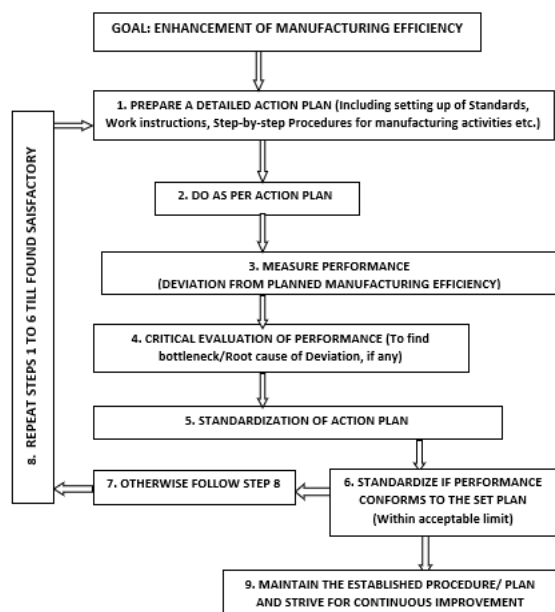 GOAL: ENHANCEMENT OF MANUFACTURING EFFICIENCY
1. PREPARE A DETAILED ACTION PLAN (Including setting up of Standards,
Work instructions, Step-by-step Procedures for manufacturing activities etc.)
2. DO AS PER ACTION PLAN
3. MEASURE PERFORMANCE
(DEVIATION FROM PLANNED MANUFACTURING EFFICIENCY)
4. CRITICAL EVALUATION OF PERFORMANCE (To find
bottleneck/Root cause of Deviation, if any)
5. STANDARDIZATION OF ACTION PLAN
6. STANDARDIZE IF PERFORMANCE
CONFORMS TO THE SET PLAN
(Within acceptable limit)
7. OTHERWISE FOLLOW STEP 8
8. REPEAT STEPS 1 TO 6 TILL FOUND SAISFACTORY
9. MAINTAIN THE ESTABLISHED PROCEDURE/ PLAN
AND STRIVE FOR CONTINUOUS IMPROVEMENT